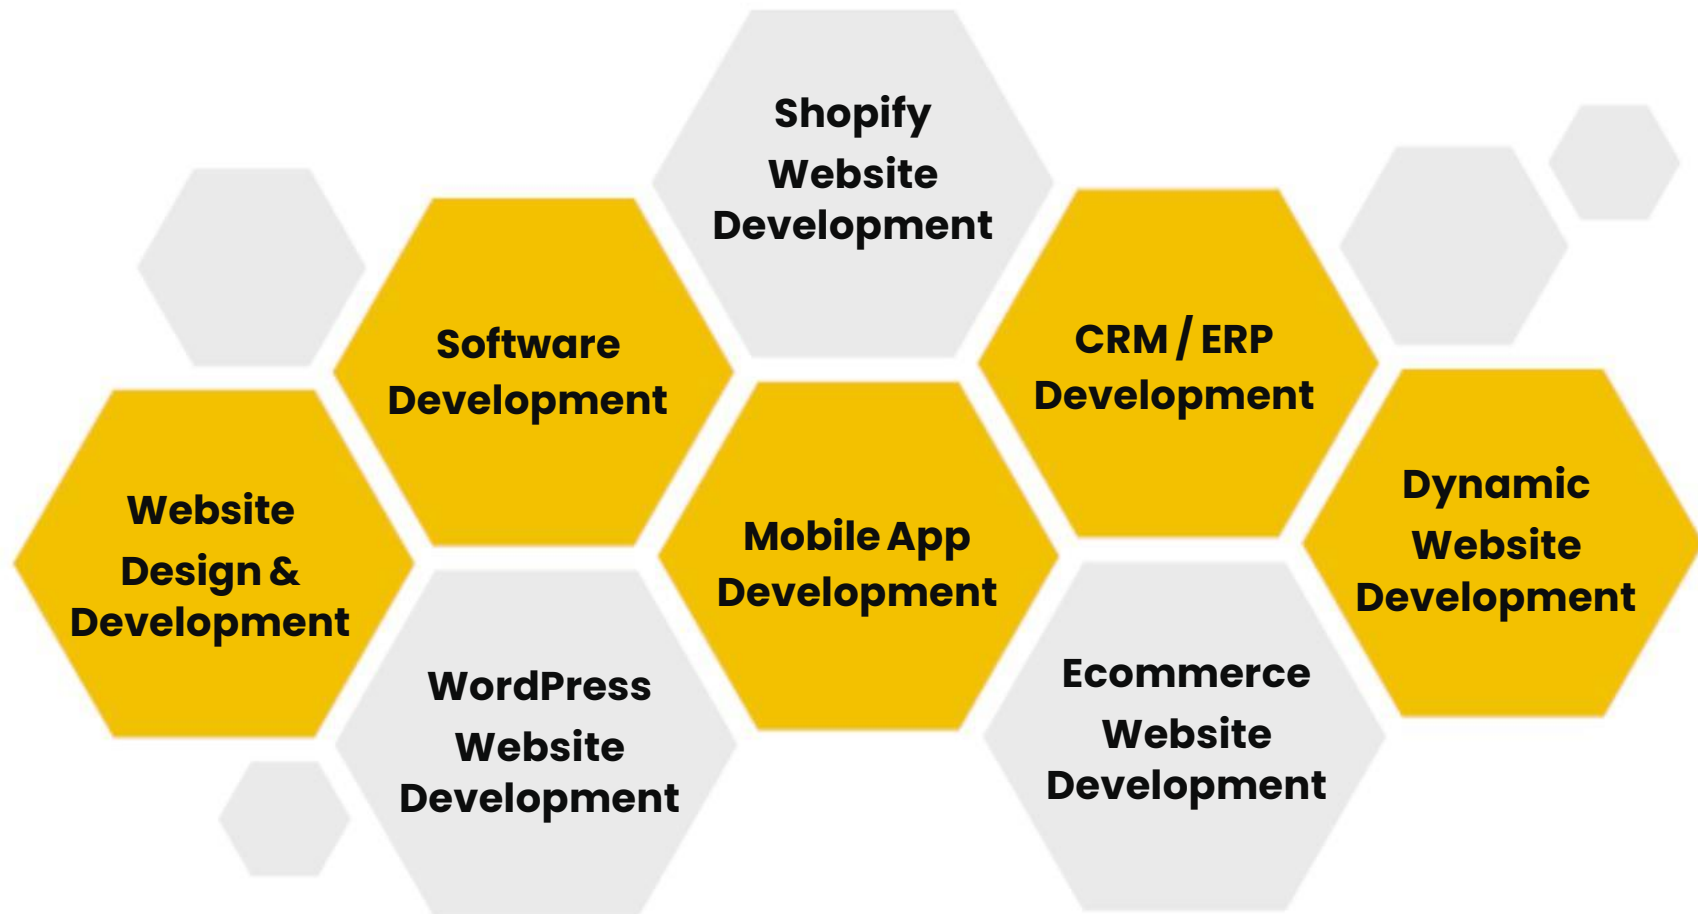 Shopify
Website
Development
Software
Development
CRM / ERP
Development
Website
Design &
Development
Mobile App
Development
Dynamic
Website
Development
WordPress
Website
Development
Ecommerce
Website
Development